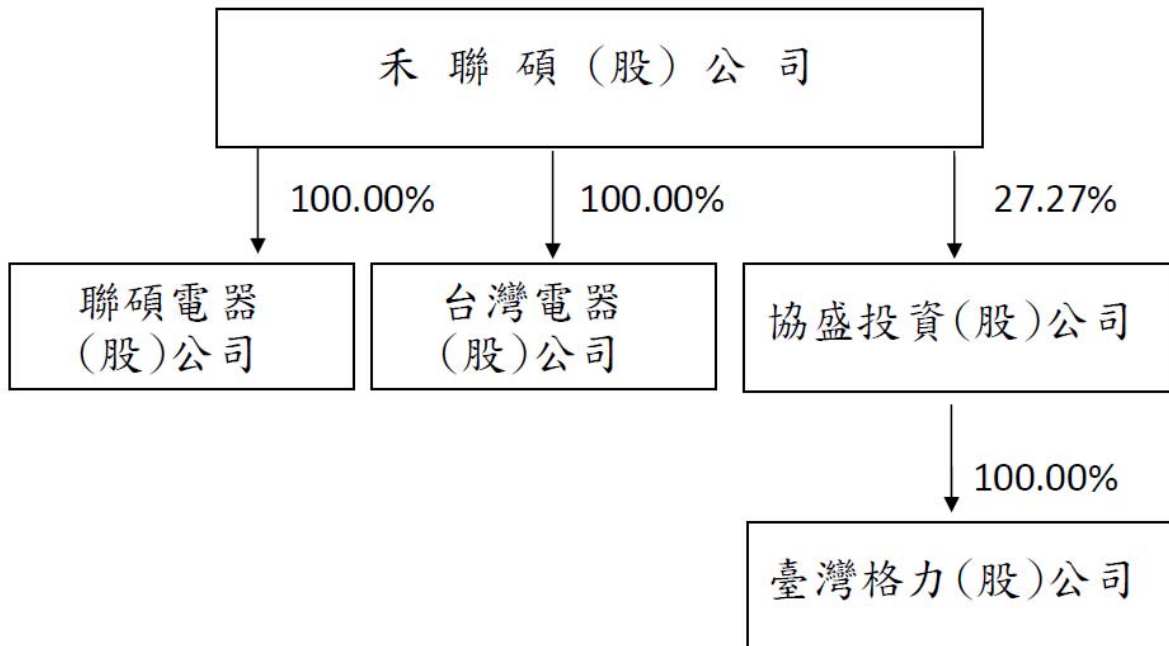 禾聯碩(股)公司
100.00%
100.00%
27.27%
聯碩電器
(股)公司
台灣電器
(股)公司
協盛投資(股)公司
100.00%
臺灣格力(股)公司